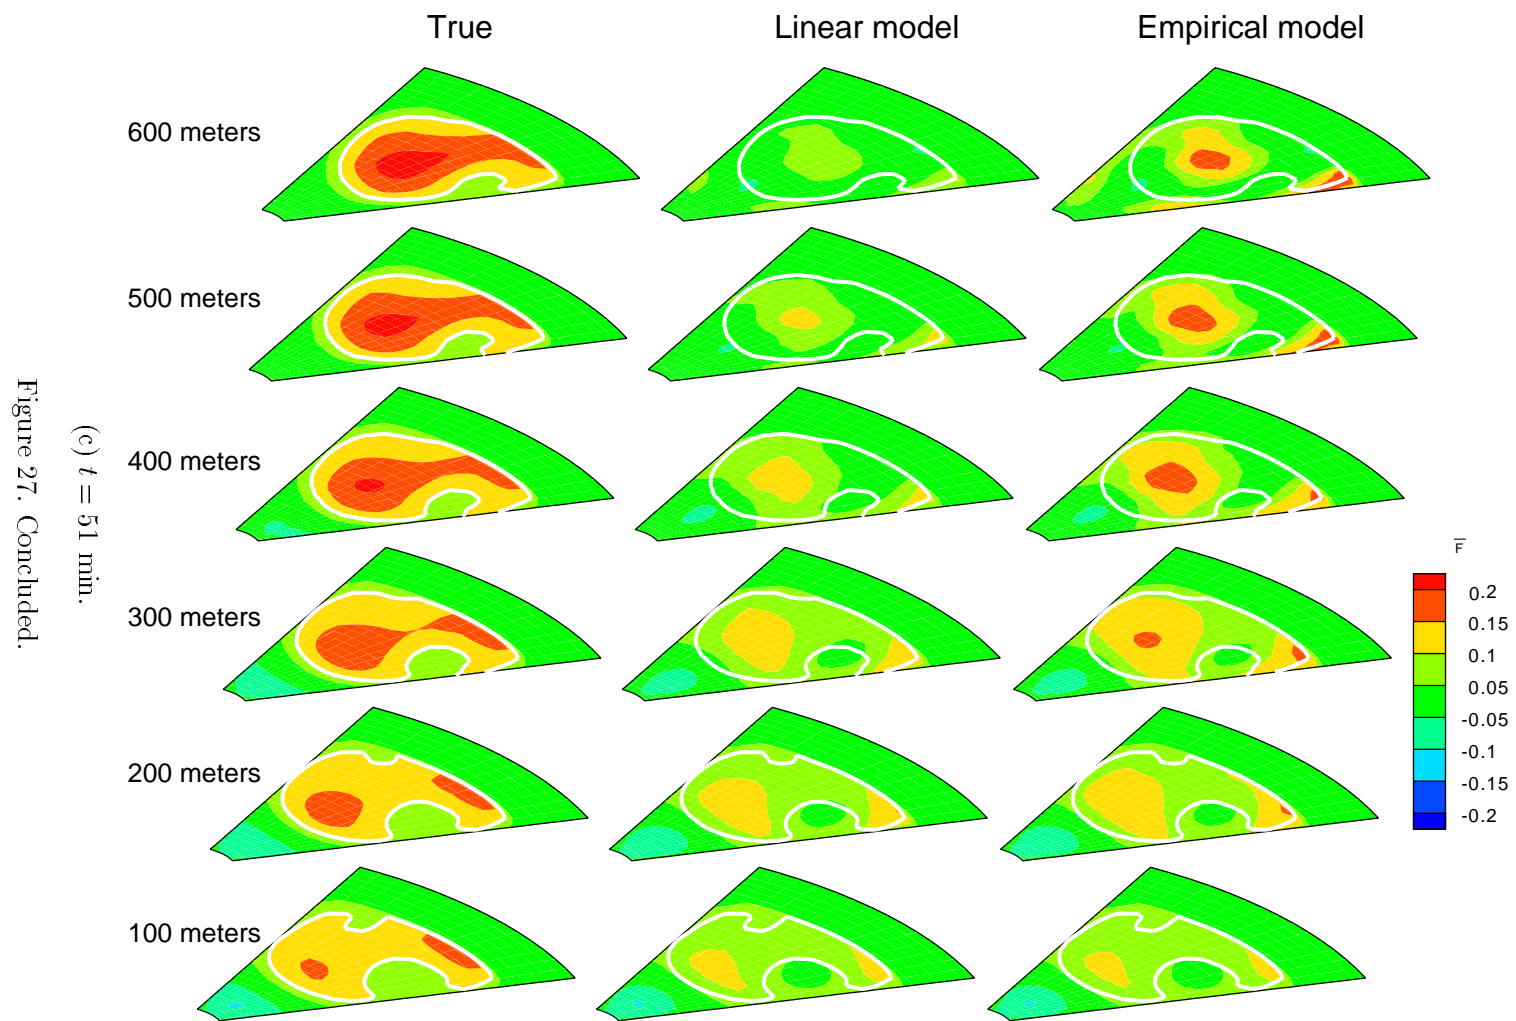 True Linear model Empirical model
600 meters
500 meters
400 meters
300 meters
200 meters
100 meters
F
0.2
0.15
0.1
0.05
-0.05
-0.1
-0.15
-0.2
(c) t = 51 min.
Figure 27. Concluded.